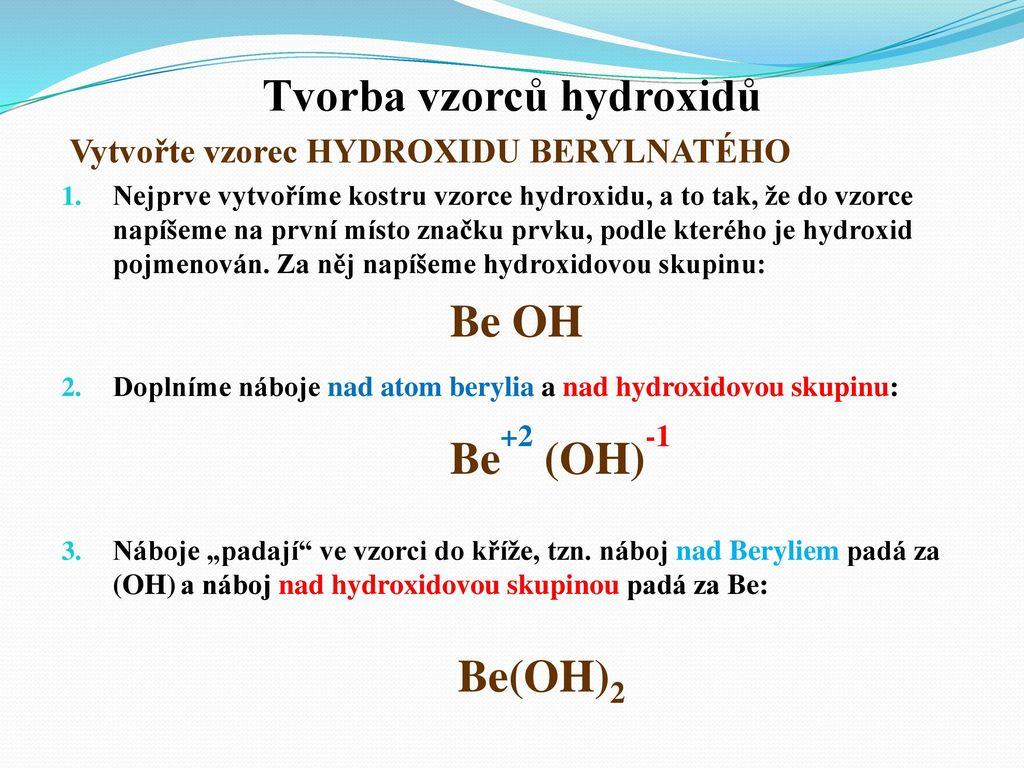 Tvorba vzorců hydroxidů
Vytvořte vzorec HYDROXIDU BERYLNATÉHO
1. Nejprve vytvoříme kostru vzorce hydroxidu, a to tak, že do vzorce
napíšeme na první místo značku prvku, podle kterého je hydroxid
pojmenován. Za něj napíšeme hydroxidovou skupinu:
Be OH
2. Doplníme náboje nad atom berylia a nad hydroxidovou skupinu:
Be+2 (OH)-1
3. Náboje „padají“ ve vzorci do kříže, tzn. náboj nad Beryliem padá za
(OH) a náboj nad hydroxidovou skupinou padá za Be:
Be(OH)2